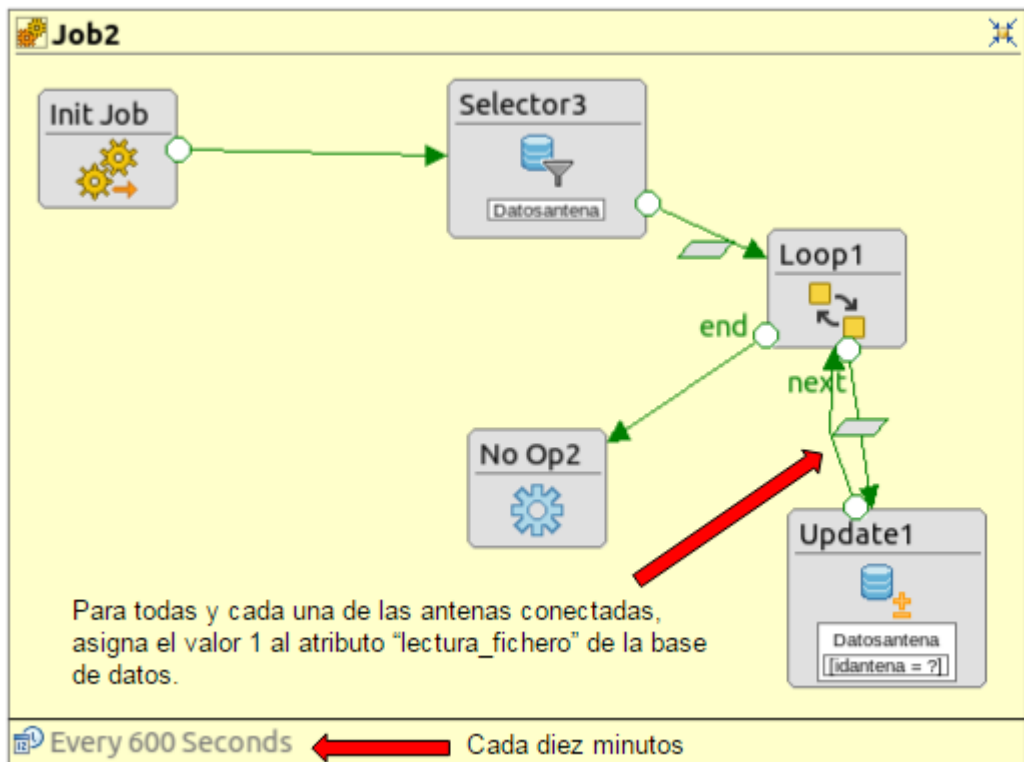 Job2
Init Job
Selector3
Datosantena
Loop1
end
next
No Op2
Update1
Datosantena
[idantena = ?]
Para todas y cada una de las antenas conectadas,
asigna el valor 1 al atributo “lectura_fichero” de la base
de datos.
12
Every 600 Seconds
Cada diez minutos